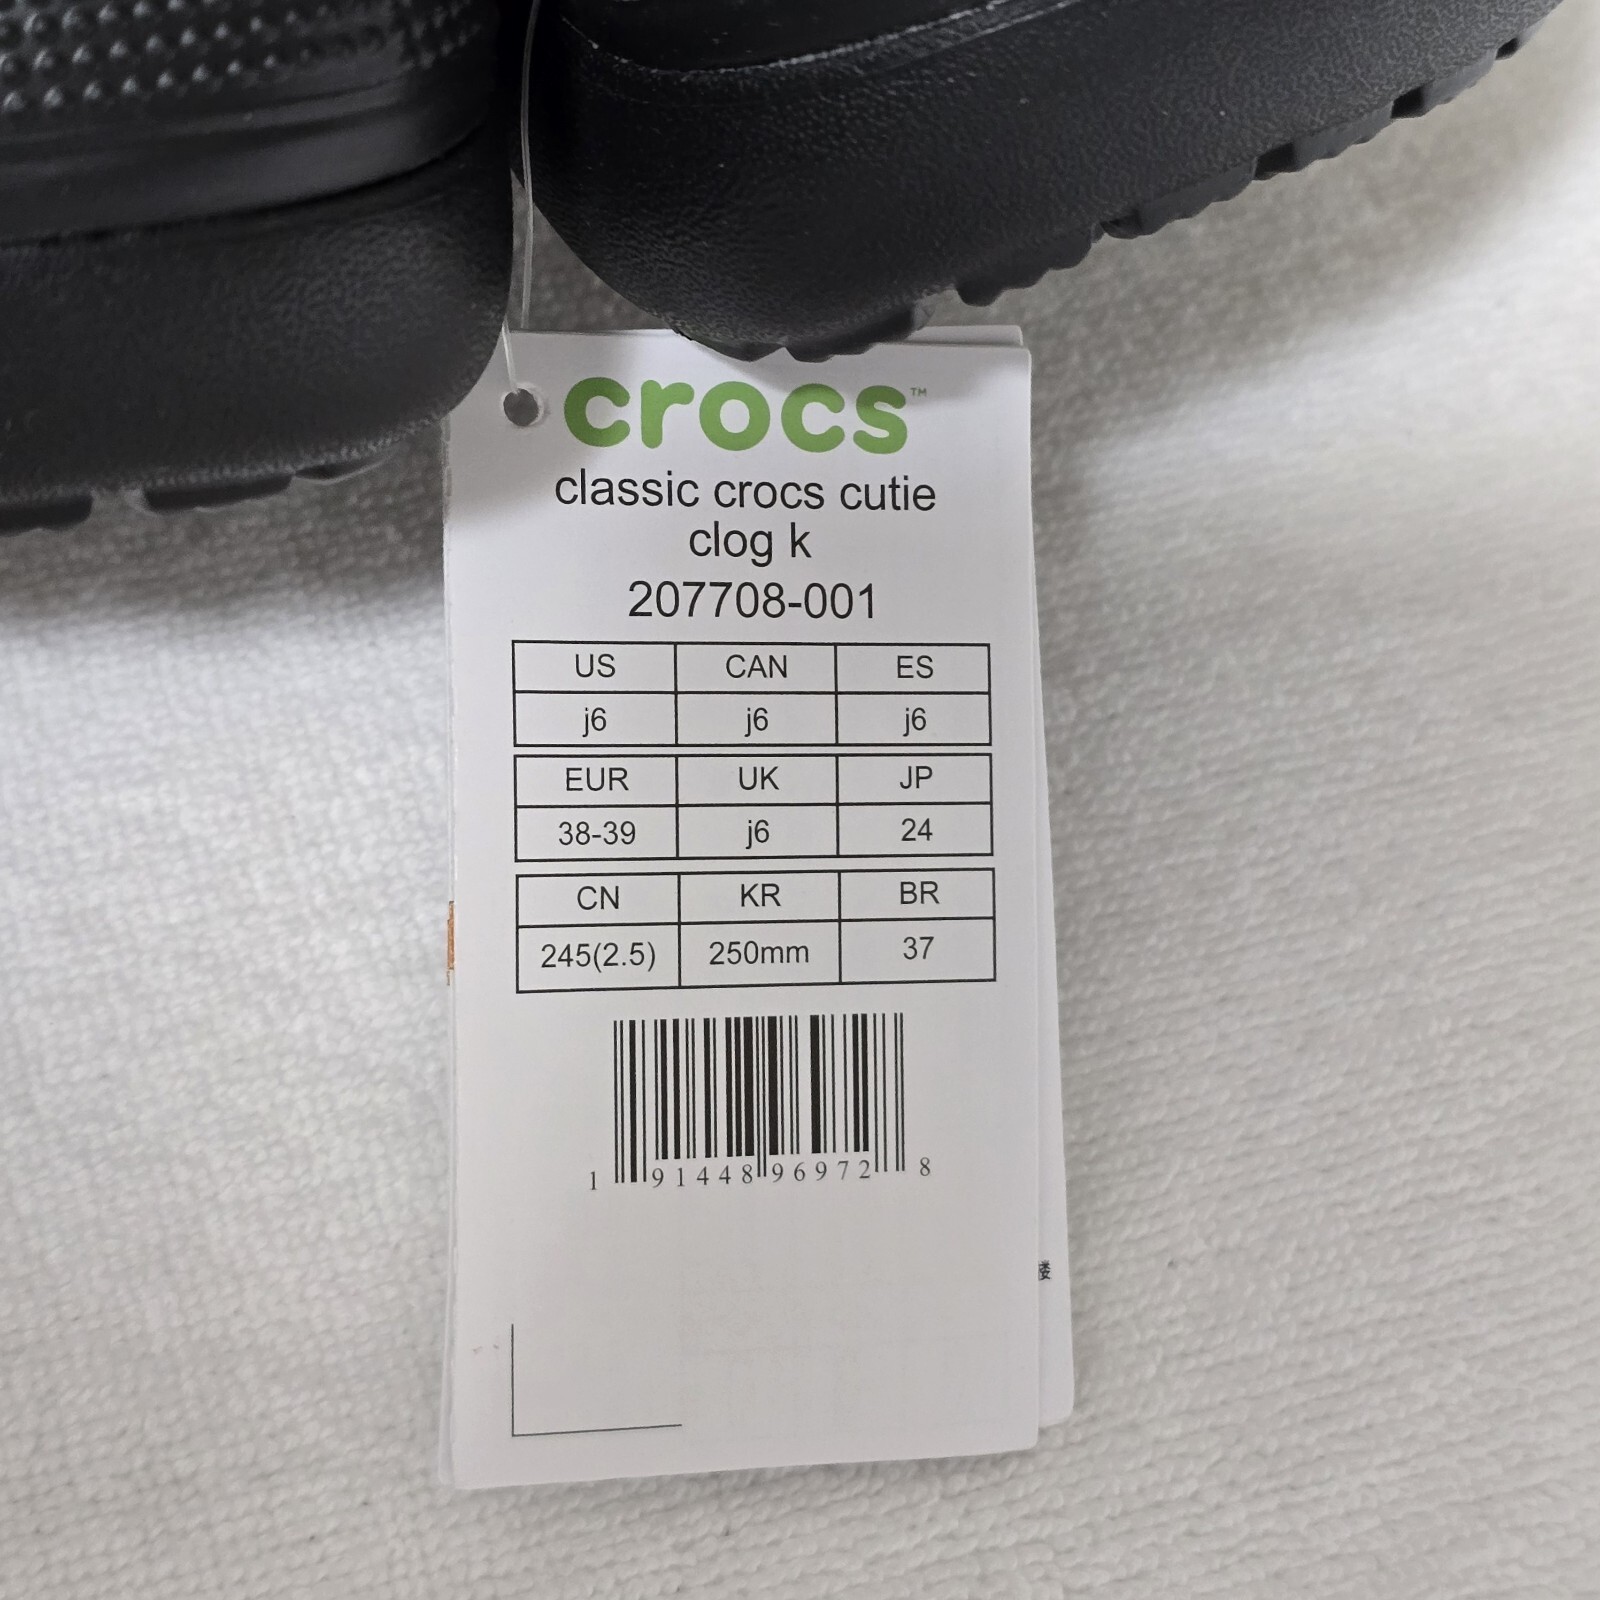 crocs™
classic crocs cutie
clog k
207708-001
US CAN ES
j6 j6 j6
EUR UK JP
38-39 j6 24
CN KR BR
245(2.5) 250mm 37
1 91448 96972 8